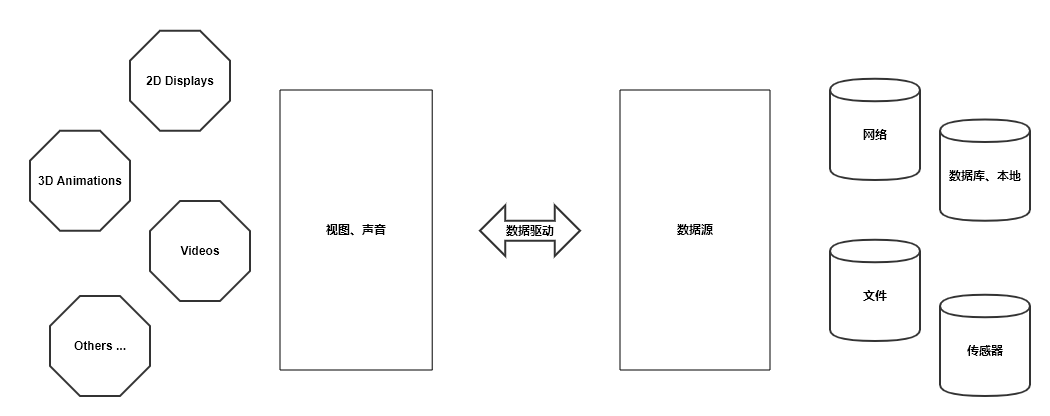 2D Displays
3D Animations
Videos
Others ...
视图、声音
数据驱动
数据源
网络
数据库、本地
文件
传感器